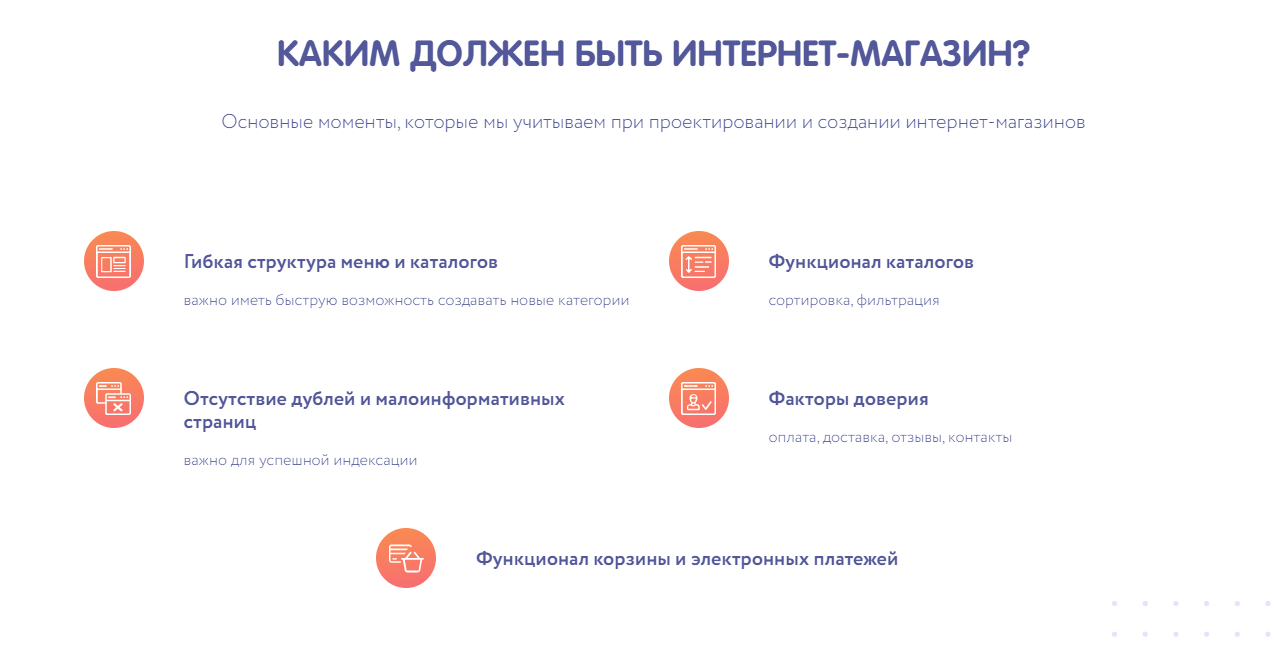 КАКИМ ДОЛЖЕН БЫТЬ ИНТЕРНЕТ-МАГАЗИН?
Основные моменты, которые мы учитываем при проектировании и создании интернет-магазинов
Гибкая структура меню и каталогов
важно иметь быструю возможность создавать новые категории
Функционал каталогов
сортировка, фильтрация
Отсутствие дублей и малоинформативных
страниц
важно для успешной индексации
Факторы доверия
оплата, доставка, отзывы, контакты
Функционал корзины и электронных платежей